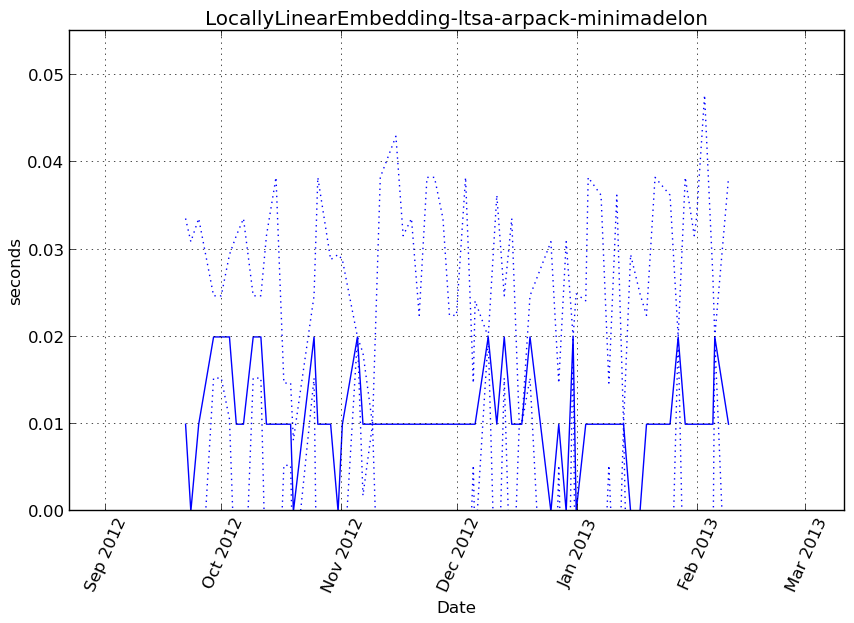 LocallyLinearEmbedding-ltsa-arpack-minimadelon
0.05
0.04
0.03
0.02
0.01
0.00
seconds
Sep 2012
Oct 2012
Nov 2012
Dec 2012
Jan 2013
Feb 2013
Mar 2013
Date